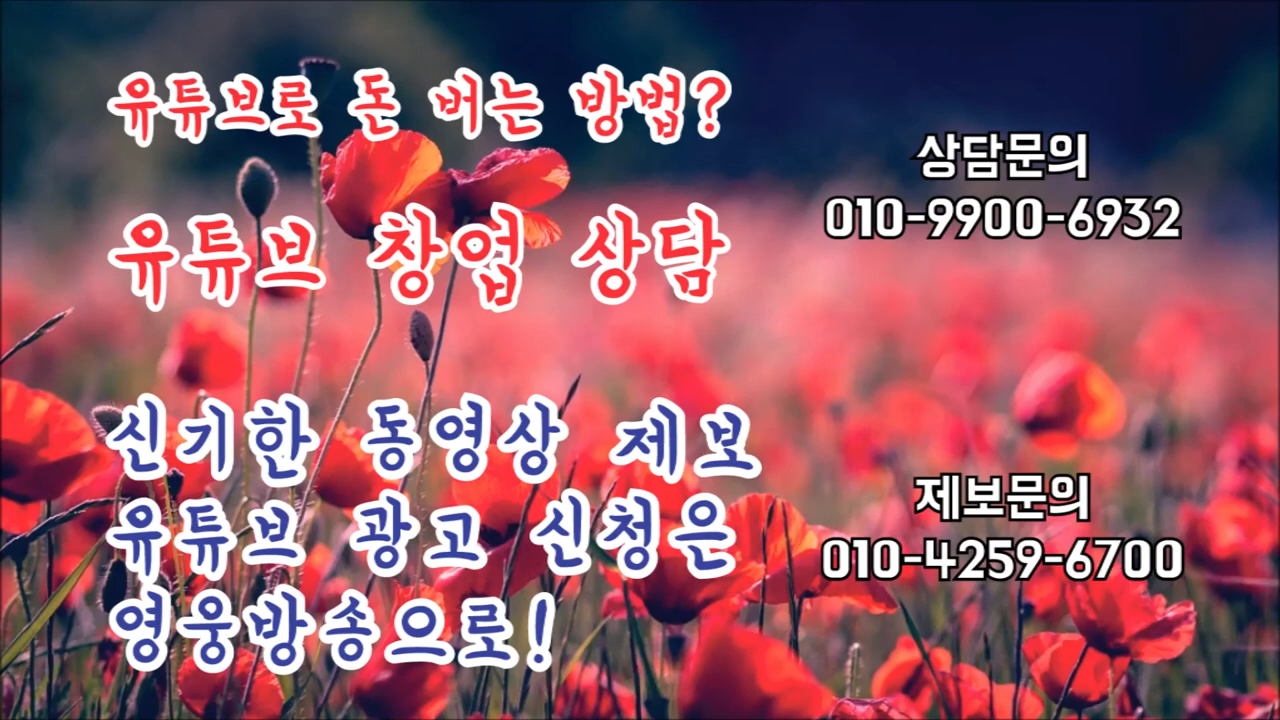 유튜브로 돈 버는 방법?
유튜브 창업 상담
상담문의
010-9900-6932
신기한 동영상 제보
유튜브 광고 신청은
영웅방송으로!
제보문의
010-4259-6700